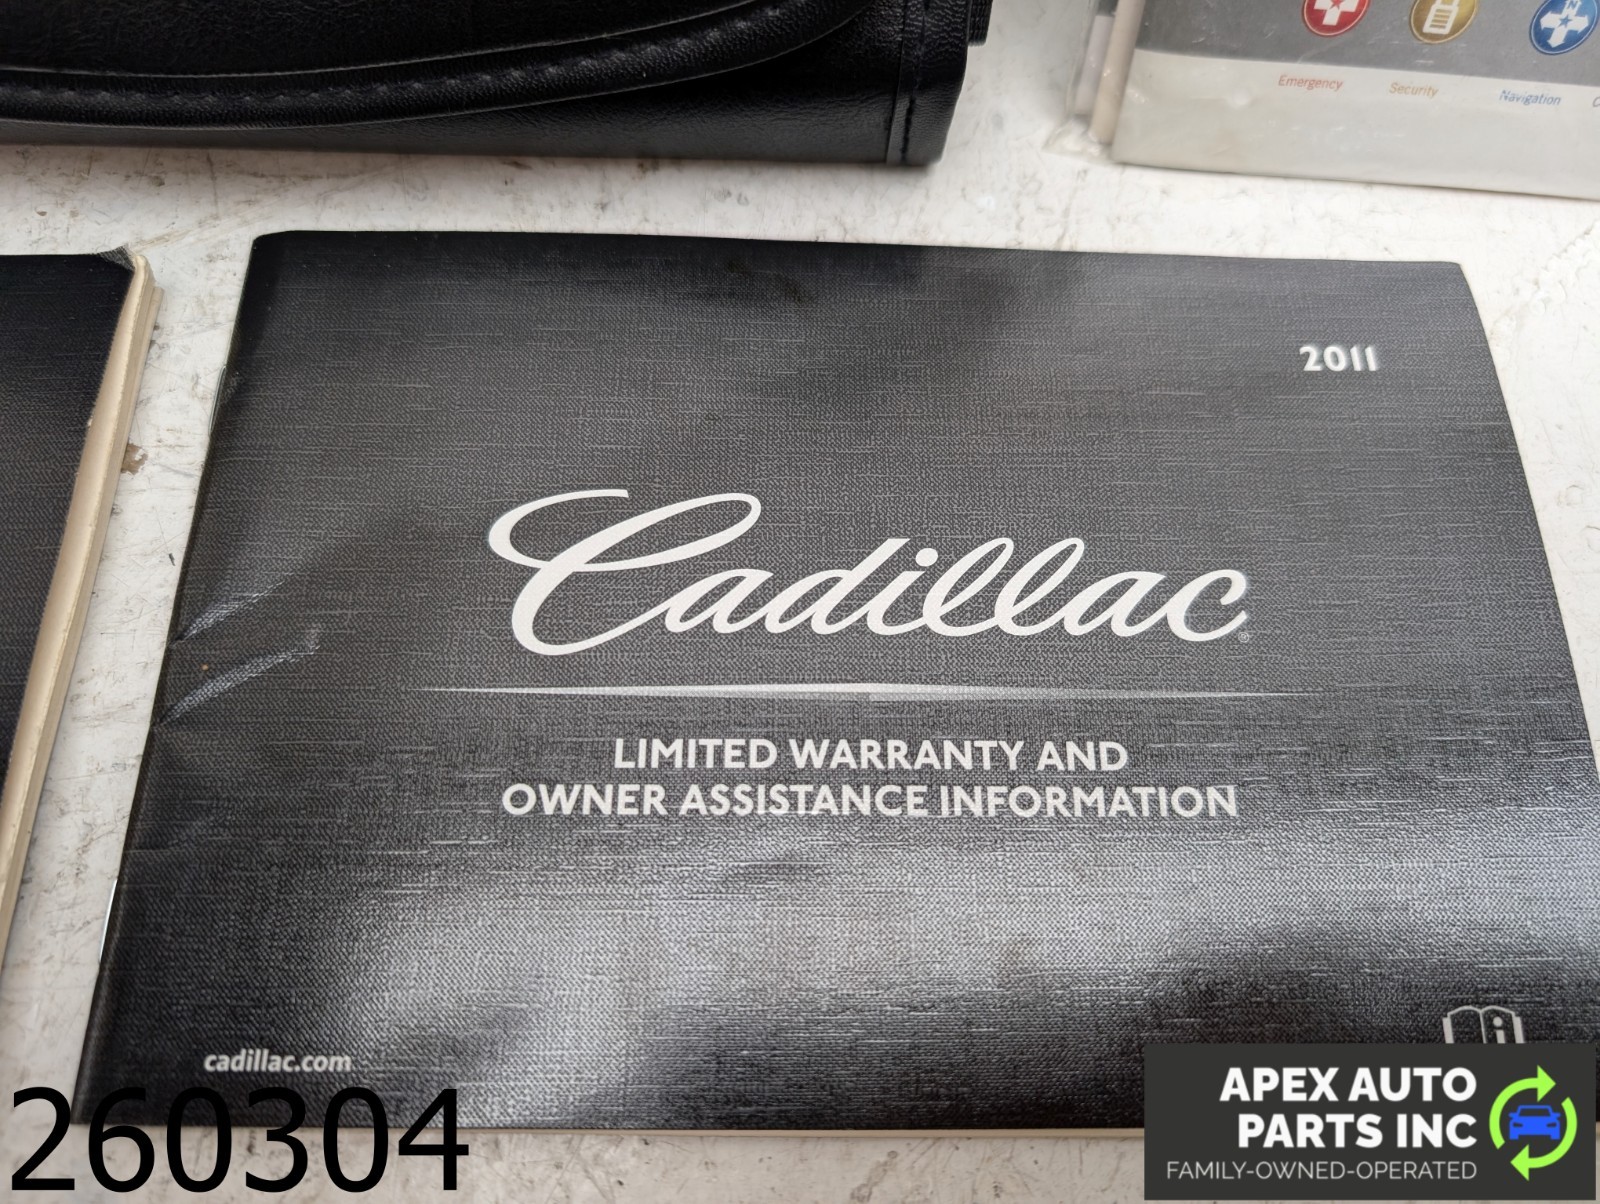 Emergency
Security
Navigation
2011
Cadillac®
LIMITED WARRANTY AND
OWNER ASSISTANCE INFORMATION
cadillac.com
260304
APEX AUTO
PARTS INC
FAMILY-OWNED-OPERATED